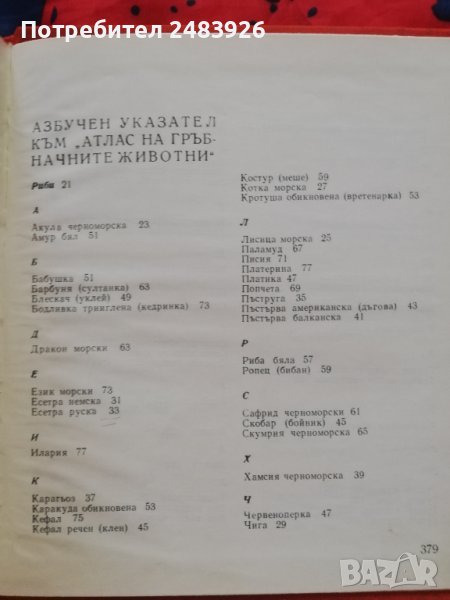 Потребител 2483926
АЗБУЧЕН УКАЗАТЕЛ
КЪМ „АТЛАС НА ГРЪБ-
НАЧНИТЕ ЖИВОТНИ“
Риби 21
А
Акула черноморска 23
Амур бял 51
Б
Бабушка 51
Барбуня (султанка) 63
Блескач (уклей) 49
Бодливка триигленa (кедринка) 73
Д
Дракон морски 63
Е
Език морски 73
Есетра немска 31
Есетра руска 33
И
Илария 77
К
Карагьоз 37
Каракуда обикновена 53
Кефал 75
Кефал речен (клен) 45
Костур (меше) 59
Котка морска 27
Кротуша обикновена (вретенарка) 53
Л
Лисица морска 25
Паламуд 67
Писия 71
Платерина 77
Платика 47
Попчета 69
Пъструга 35
Пъстърва американска (дъгова) 43
Пъстърва балканска 41
Р
Риба бяла 57
Ропец (бибан) 59
С
Сафрид черноморски 61
Скобар (бойник) 45
Скумрия черноморска 65
Х
Хамсия черноморска 39
Ч
Червеноперка 47
Чига 29
379
BAZAR